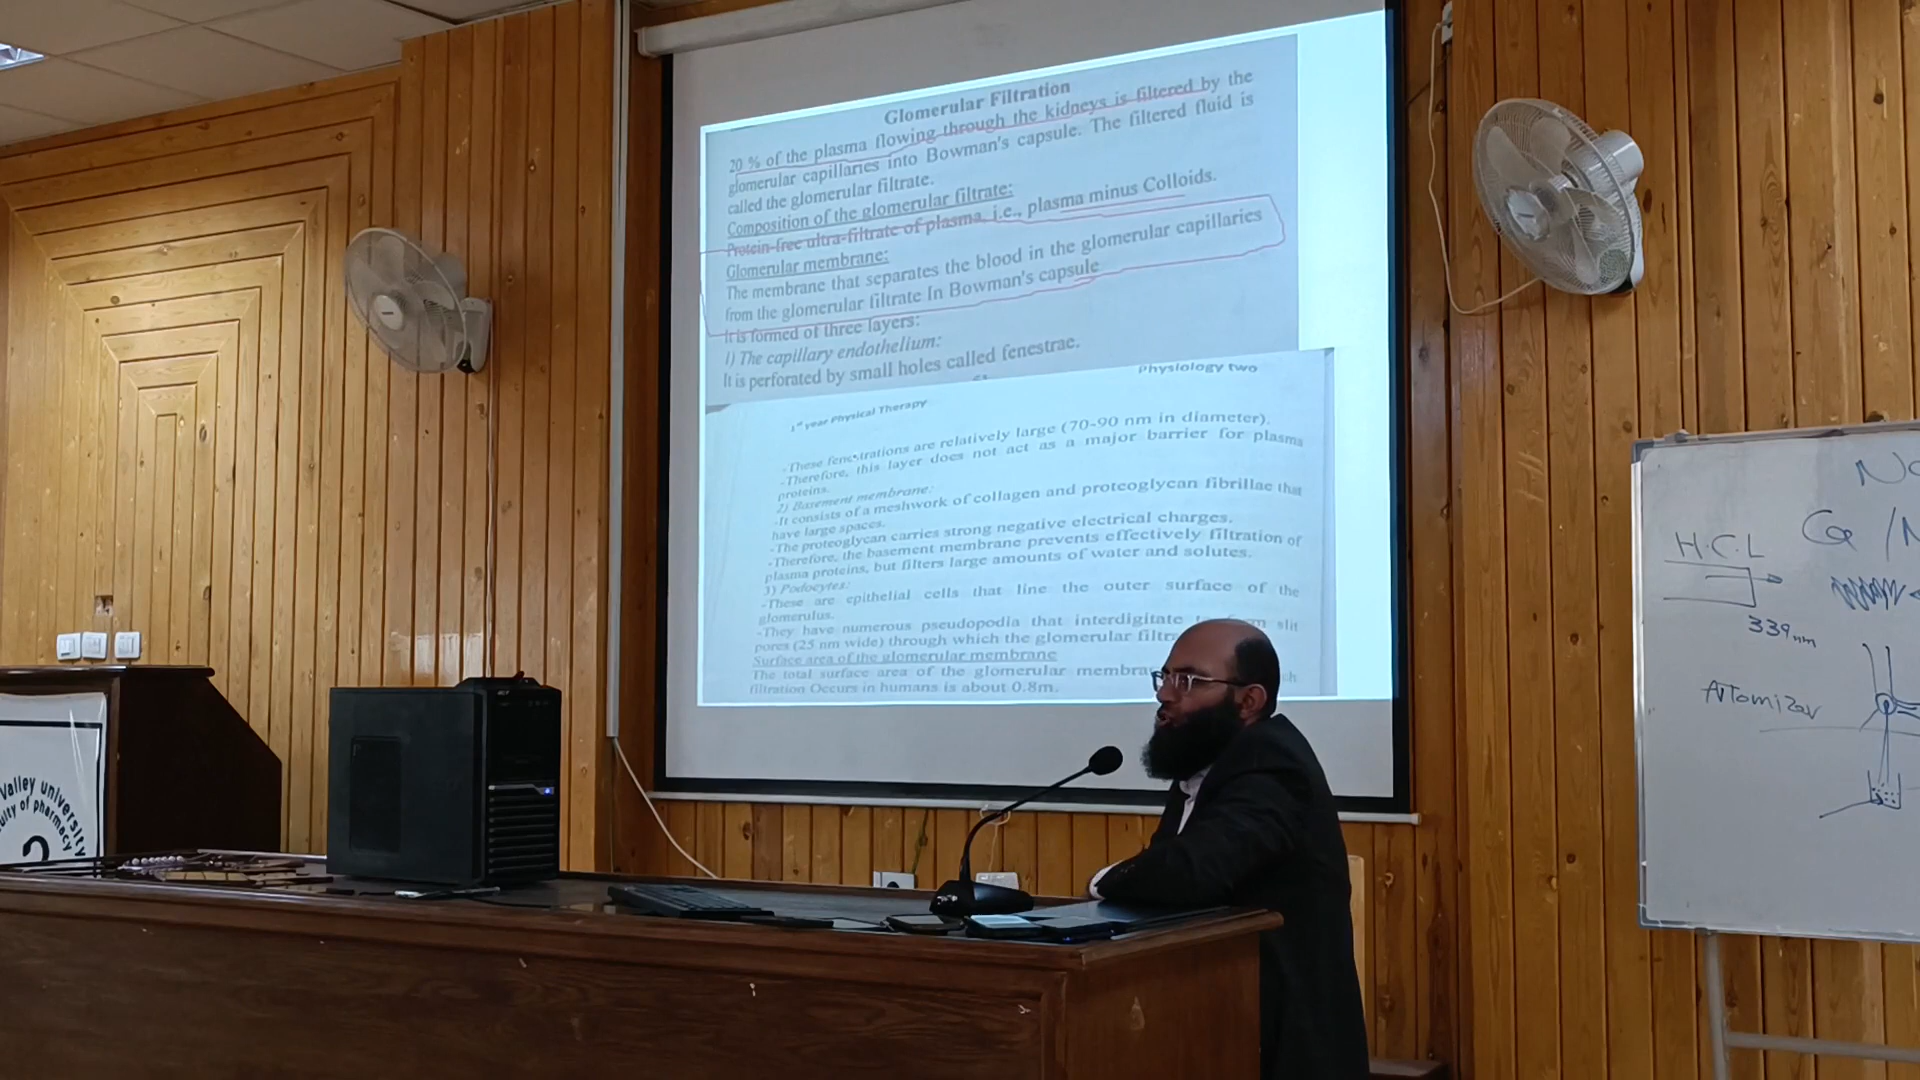 Glomerular Filtration
20 % of the plasma flowing through the kidneys is filtered by the
glomerular capillaries into Bowman's capsule. The filtered fluid is
called the glomerular filtrate.
Composition of the glomerular filtrate:
Protein-free ultra-filtrate of plasma, i.e., plasma minus Colloids.
Glomerular membrane:
The membrane that separates the blood in the glomerular capillaries
from the glomerular filtrate In Bowman's capsule
It is formed of three layers:
1) The capillary endothelium:
It is perforated by small holes called fenestrae.
Physiology two
1st year Physical Therapy
-These fenestrations are relatively large (70-90 nm in diameter).
-Therefore, this layer does not act as a major barrier for plasma
proteins.
2) Basement membrane:
-It consists of a meshwork of collagen and proteoglycan fibrillae that
have large spaces.
-The proteoglycan carries strong negative electrical charges.
-Therefore, the basement membrane prevents effectively filtration of
plasma proteins, but filters large amounts of water and solutes.
3) Podocytes:
-These are epithelial cells that line the outer surface of the
glomerulus.
-They have numerous pseudopodia that interdigitate slit
pores (25 nm wide) through which the glomerular
Surface area of the glomerular membrane
The total surface area of the glomerular
filtration Occurs in humans is about 0.8m.
Valley university
of pharmacy
acer
H.C.L
339 nm
Atomizer